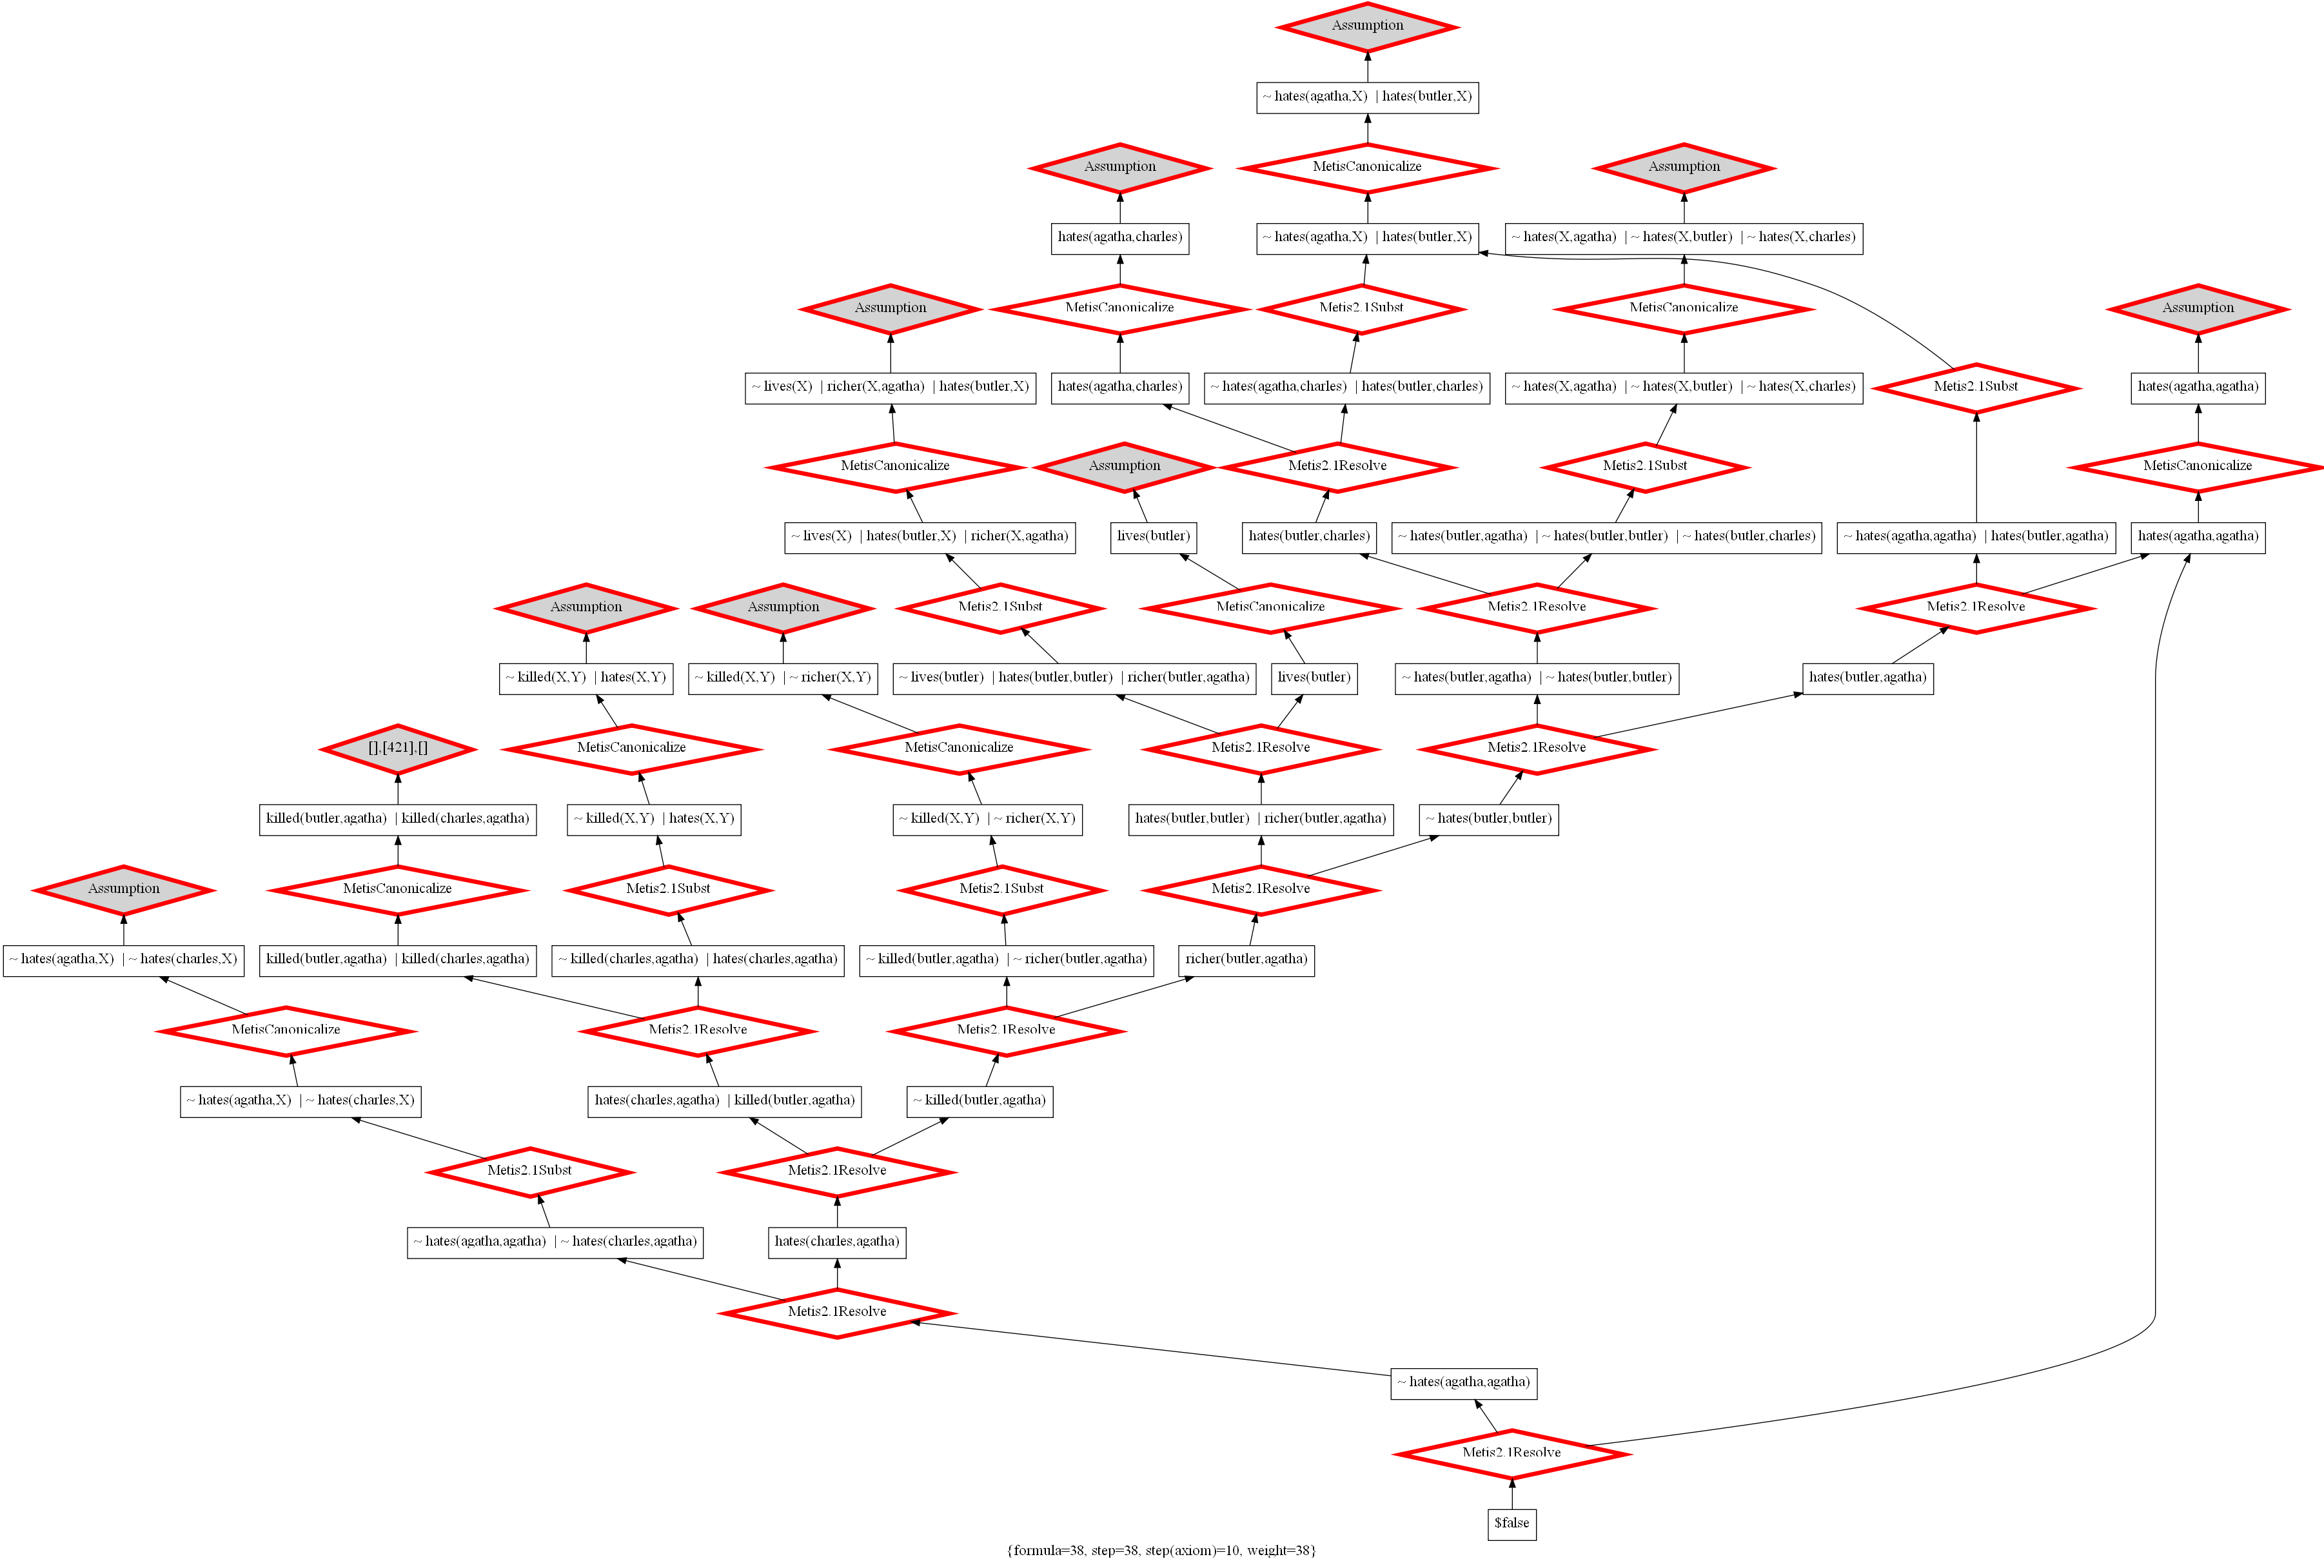 Assumption
~ hates(agatha,X) | hates(butler,X)
Assumption
MetisCanonicalize
Assumption
hates(agatha,charles)
~ hates(agatha,X) | hates(butler,X)
~ hates(X,agatha) | ~ hates(X,butler) | ~ hates(X,charles)
Assumption
MetisCanonicalize
Metis2.1Subst
MetisCanonicalize
Assumption
~ lives(X) | richer(X,agatha) | hates(butler,X)
hates(agatha,charles)
~ hates(agatha,charles) | hates(butler,charles)
~ hates(X,agatha) | ~ hates(X,butler) | ~ hates(X,charles)
Metis2.1Subst
hates(agatha,agatha)
MetisCanonicalize
Assumption
Metis2.1Resolve
Metis2.1Subst
MetisCanonicalize
~ lives(X) | hates(butler,X) | richer(X,agatha)
lives(butler)
hates(butler,charles)
~ hates(butler,agatha) | ~ hates(butler,butler) | ~ hates(butler,charles)
~ hates(agatha,agatha) | hates(butler,agatha)
hates(agatha,agatha)
Assumption
Assumption
Metis2.1Subst
MetisCanonicalize
Metis2.1Resolve
Metis2.1Resolve
~ killed(X,Y) | hates(X,Y)
~ killed(X,Y) | ~ richer(X,Y)
~ lives(butler) | hates(butler,butler) | richer(butler,agatha)
lives(butler)
~ hates(butler,agatha) | ~ hates(butler,butler)
hates(butler,agatha)
[],[421],[]
MetisCanonicalize
MetisCanonicalize
Metis2.1Resolve
Metis2.1Resolve
killed(butler,agatha) | killed(charles,agatha)
~ killed(X,Y) | hates(X,Y)
~ killed(X,Y) | ~ richer(X,Y)
hates(butler,butler) | richer(butler,agatha)
~ hates(butler,butler)
Assumption
MetisCanonicalize
Metis2.1Subst
Metis2.1Subst
Metis2.1Resolve
~ hates(agatha,X) | ~ hates(charles,X)
killed(butler,agatha) | killed(charles,agatha)
~ killed(charles,agatha) | hates(charles,agatha)
~ killed(butler,agatha) | ~ richer(butler,agatha)
richer(butler,agatha)
MetisCanonicalize
Metis2.1Resolve
Metis2.1Resolve
~ hates(agatha,X) | ~ hates(charles,X)
hates(charles,agatha) | killed(butler,agatha)
~ killed(butler,agatha)
Metis2.1Subst
Metis2.1Resolve
~ hates(agatha,agatha) | ~ hates(charles,agatha)
hates(charles,agatha)
Metis2.1Resolve
~ hates(agatha,agatha)
Metis2.1Resolve
$false
{formula=38, step=38, step(axiom)=10, weight=38}